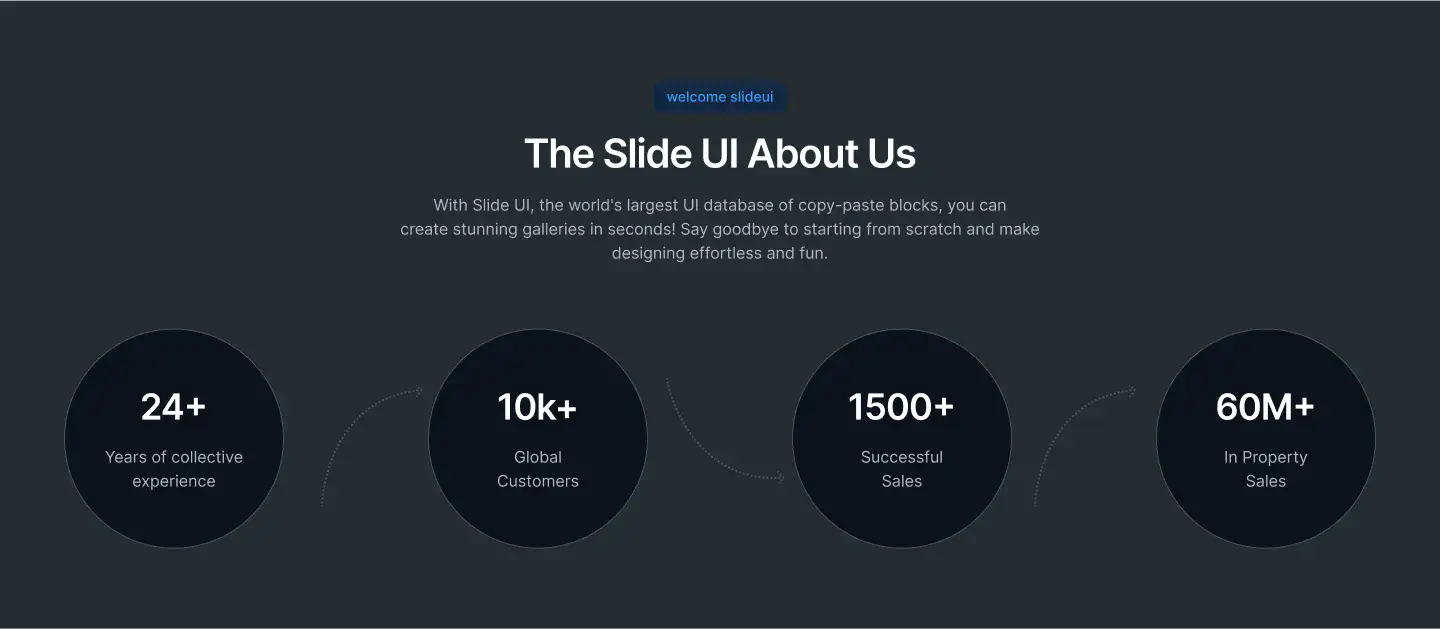 welcome slideui
The Slide UI About Us
With Slide UI, the world's largest UI database of copy-paste blocks, you can
create stunning galleries in seconds! Say goodbye to starting from scratch and make
designing effortless and fun.
24+
Years of collective
experience
10k+
Global
Customers
1500+
Successful
Sales
60M+
In Property
Sales